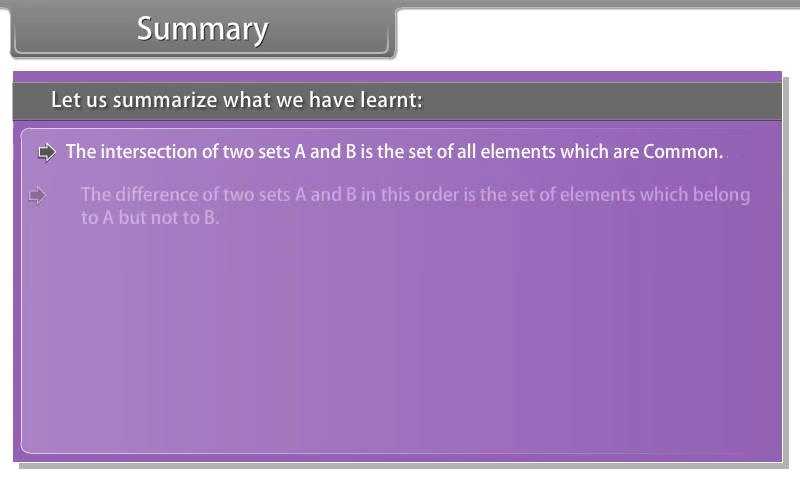 Summary
Let us summarize what we have learnt:
The intersection of two sets A and B is the set of all elements which are Common.
The difference of two sets A and B in this order is the set of elements which belong
to A but not to B.